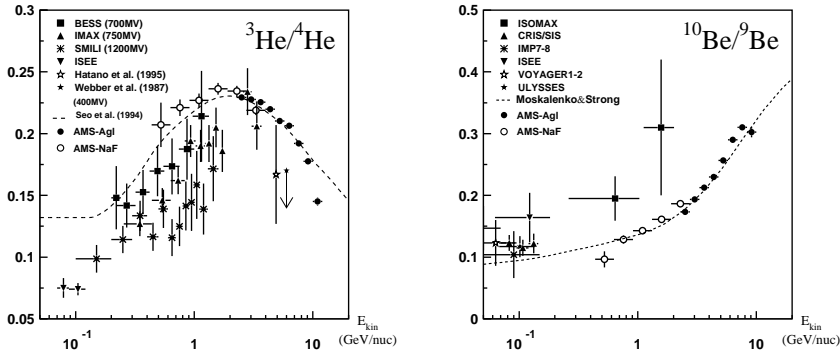 ³He/⁴He
BESS (700MV)
IMAX (750MV)
SMILI (1200MV)
ISEE
Hatano et al. (1995)
Webber et al. (1987)
(400MV)
Seo et al. (1994)
AMS-Agl
AMS-NaF
0.3
0.25
0.2
0.15
0.1
0.05
10⁻¹
1
10
E kin
(GeV/nuc)
¹⁰Be/⁹Be
ISOMAX
CRIS/SIS
IMP7-8
ISEE
VOYAGER1-2
ULYSSES
Moskalenko&Strong
AMS-Agl
AMS-NaF
0.5
0.4
0.3
0.2
0.1
0
10⁻¹
1
10
E kin
(GeV/nuc)